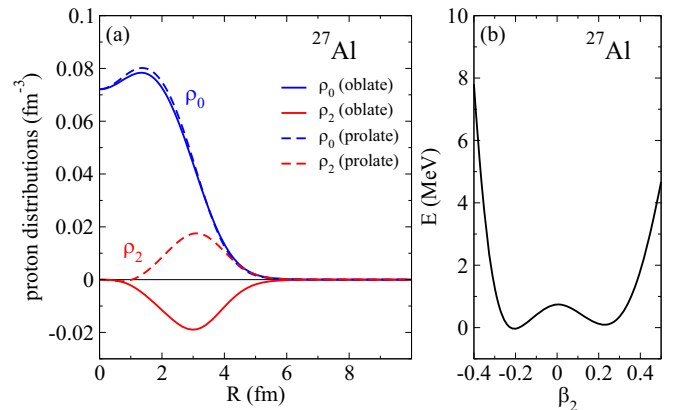 (a)
²⁷Al
proton distributions (fm⁻³)
0.1
0.08
0.06
0.04
0.02
0
-0.02
ρ₀
ρ₂
ρ₀ (oblate)
ρ₂ (oblate)
ρ₀ (prolate)
ρ₂ (prolate)
0 2 4 6 8
R (fm)
(b)
²⁷Al
E (MeV)
10
8
6
4
2
0
-0.4 -0.2 0 0.2 0.4
β₂